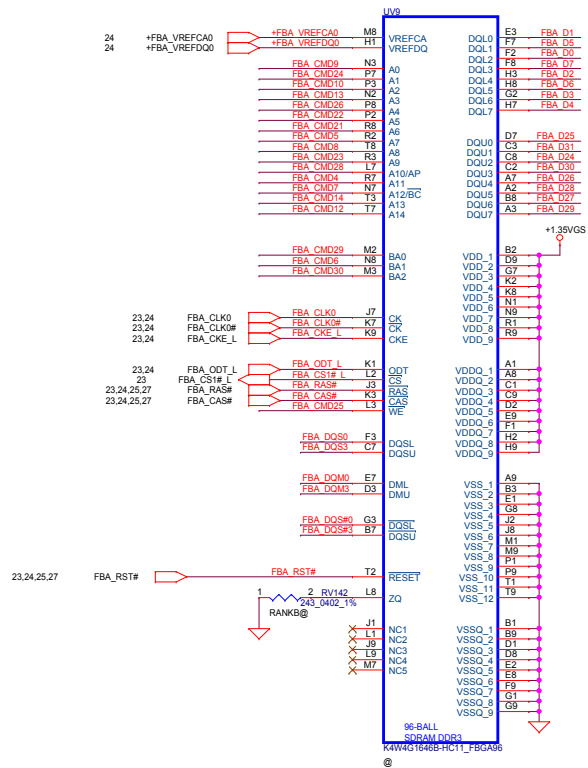 UV9
24 +FBA_VREFCA0 +FBA_VREFCA0 M8 VREFCA
24 +FBA_VREFDQ0 +FBA_VREFDQ0 H1 VREFDQ
E3 FBA_D1 DQL0
F7 FBA_D5 DQL1
F2 FBA_D0 DQL2
F8 FBA_D7 DQL3
H3 FBA_D2 DQL4
H8 FBA_D6 DQL5
G2 FBA_D3 DQL6
H7 FBA_D4 DQL7
FBA_CMD9 N3 A0
FBA_CMD24 P7 A1
FBA_CMD10 P3 A2
FBA_CMD13 N2 A3
FBA_CMD26 P8 A4
FBA_CMD22 P2 A5
FBA_CMD21 R8 A6
FBA_CMD5 R2 A7
FBA_CMD8 T8 A8
FBA_CMD23 R3 A9
FBA_CMD28 L7 A10/AP
FBA_CMD4 R7 A11
FBA_CMD7 N7 A12/BC
FBA_CMD14 T3 A13
FBA_CMD12 T7 A14
DQU0 D7 FBA_D25
DQU1 C3 FBA_D31
DQU2 C8 FBA_D24
DQU3 C2 FBA_D30
DQU4 A7 FBA_D26
DQU5 A2 FBA_D28
DQU6 B8 FBA_D27
DQU7 A3 FBA_D29
+1.35VGS
FBA_CMD29 M2 BA0
FBA_CMD6 N8 BA1
FBA_CMD30 M3 BA2
VDD_1 B2
VDD_2 D9
VDD_3 G7
VDD_4 K2
VDD_5 K8
VDD_6 N1
VDD_7 N9
VDD_8 R1
VDD_9 R9
23,24 FBA_CLK0 FBA_CLK0 J7 CK
FBA_CLK0# FBA_CLK0# K7 CK
23,24 FBA_CKE_L FBA_CKE_L K9 CKE
23,24 FBA_ODT_L FBA_ODT_L K1 ODT
23 FBA_CS1#_L FBA_CS1#_L L2 CS
23,24,25,27 FBA_RAS# FBA_RAS# J3 RAS
23,24,25,27 FBA_CAS# FBA_CAS# K3 CAS
FBA_CMD25 L3 WE
VDDQ_1 A1
VDDQ_2 A8
VDDQ_3 C1
VDDQ_4 C9
VDDQ_5 D2
VDDQ_6 E9
VDDQ_7 F1
VDDQ_8 H2
VDDQ_9 H9
FBA_DQS0 F3 DQSL
FBA_DQS3 C7 DQSU
FBA_DQM0 E7 DML
FBA_DQM3 D3 DMU
FBA_DQS#0 G3 DQSL
FBA_DQS#3 B7 DQSU
VSS_1 A9
VSS_2 B3
VSS_3 E1
VSS_4 G8
VSS_5 J2
VSS_6 J8
VSS_7 M1
VSS_8 M9
VSS_9 P1
VSS_10 P9
VSS_11 T1
VSS_12 T9
23,24,25,27 FBA_RST# FBA_RST# T2 RESET
1 2 RV142 L8 ZQ
243_0402_1%
RANKB@
J1 NC1
L1 NC2
J9 NC3
L9 NC4
M7 NC5
VSSQ_1 B1
VSSQ_2 B9
VSSQ_3 D1
VSSQ_4 D8
VSSQ_5 E2
VSSQ_6 E8
VSSQ_7 F9
VSSQ_8 G1
VSSQ_9 G9
96-BALL
SDRAM DDR3
K4W4G1646B-HC11_FBGA96
@